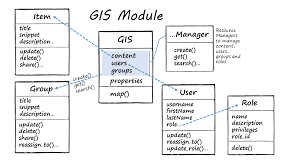 GIS Module
Item
title
snippet
description...
update()
delete()
share()...
GIS
content
users
groups
properties
map()
...Manager
create()
get()
search()...
Resource
Managers
to manage
content,
users,
groups and
roles
create()
get()
search()...
Group
title
snippet
description...
update()
delete()
share()
reassign_to()...
User
username
firstName
lastName
role...
update()
reassign_to()
update_role()...
Role
name
description
privileges
role_id
delete()